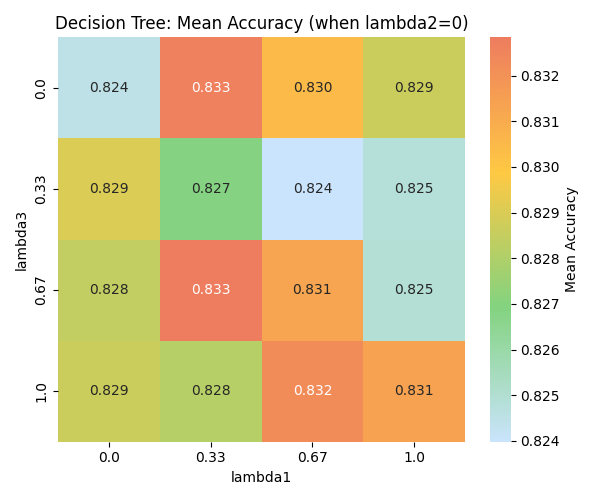 Decision Tree: Mean Accuracy (when lambda2=0)
0.0 0.824 0.833 0.830 0.829
0.33 0.829 0.827 0.824 0.825
0.67 0.828 0.833 0.831 0.825
1.0 0.829 0.828 0.832 0.831
0.0 0.33 0.67 1.0
lambda1
lambda3
0.832
0.831
0.830
0.829
0.828
0.827
0.826
0.825
0.824
Mean Accuracy